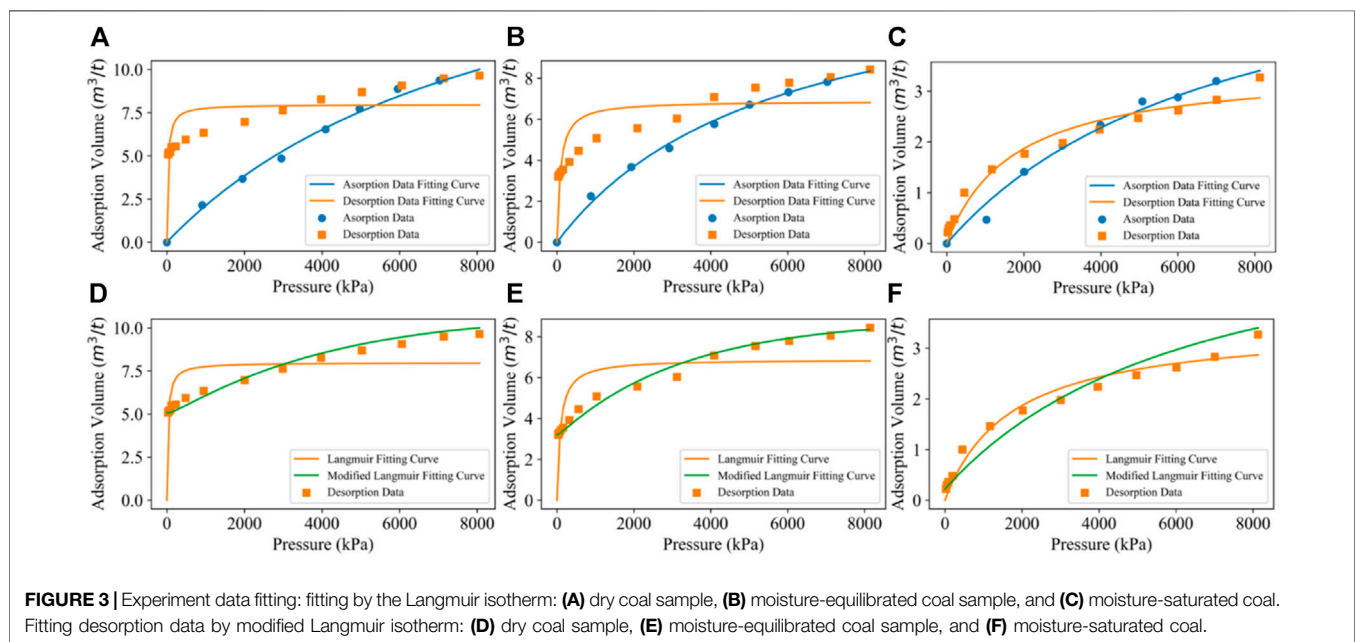 A
Adsorption Volume (m³/t)
10.0
7.5
5.0
2.5
0.0
Asorption Data Fitting Curve
Desorption Data Fitting Curve
Asorption Data
Desorption Data
0 2000 4000 6000 8000
Pressure (kPa)
B
Adsorption Volume (m³/t)
8
6
4
2
0
Asorption Data Fitting Curve
Desorption Data Fitting Curve
Asorption Data
Desorption Data
0 2000 4000 6000 8000
Pressure (kPa)
C
Adsorption Volume (m³/t)
3
2
1
0
Asorption Data Fitting Curve
Desorption Data Fitting Curve
Asorption Data
Desorption Data
0 2000 4000 6000 8000
Pressure (kPa)
D
Adsorption Volume (m³/t)
10.0
7.5
5.0
2.5
0.0
Langmuir Fitting Curve
Modified Langmuir Fitting Curve
Desorption Data
0 2000 4000 6000 8000
Pressure (kPa)
E
Adsorption Volume (m³/t)
8
6
4
2
0
Langmuir Fitting Curve
Modified Langmuir Fitting Curve
Desorption Data
0 2000 4000 6000 8000
Pressure (kPa)
F
Adsorption Volume (m³/t)
3
2
1
0
Langmuir Fitting Curve
Modified Langmuir Fitting Curve
Desorption Data
0 2000 4000 6000 8000
Pressure (kPa)
FIGURE 3 | Experiment data fitting: fitting by the Langmuir isotherm: (A) dry coal sample, (B) moisture-equilibrated coal sample, and (C) moisture-saturated coal.
Fitting desorption data by modified Langmuir isotherm: (D) dry coal sample, (E) moisture-equilibrated coal sample, and (F) moisture-saturated coal.